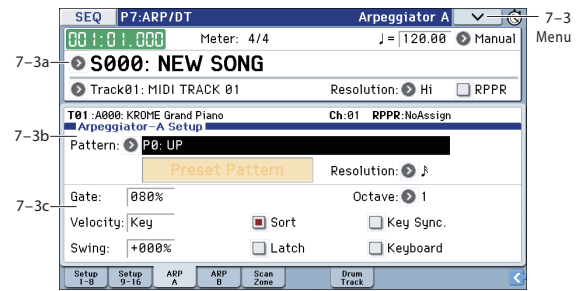 SEQ P7:ARP/DT Arpeggiator A
7–3
Menu
001:01.000 Meter: 4/4 ♩= 120.00 Manual
7–3a
S000: NEW SONG
Track01: MIDI TRACK 01 Resolution: Hi RPPR
T01 :A000: KROME Grand Piano Ch:01 RPPR:NoAssign
Arpeggiator-A Setup
7–3b
Pattern: P0: UP
Preset Pattern Resolution: ♪
7–3c
Gate: 080% Octave: 1
Velocity: Key Sort Key Sync.
Swing: +000% Latch Keyboard
Setup 1-8 Setup 9-16 ARP A ARP B Scan Zone Drum Track